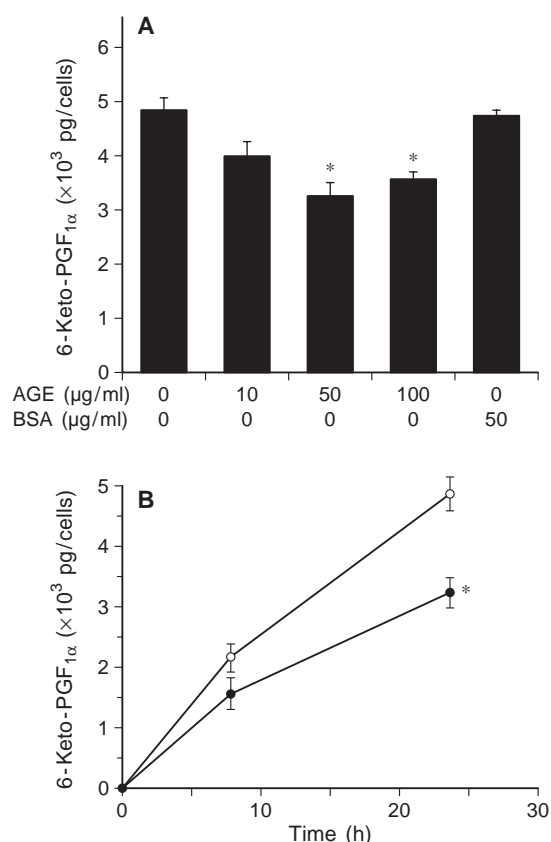 A
6-Keto-PGF1α (×10³ pg/cells)
6
5
4
3
2
1
0
*
*
AGE (µg/ml) 0 10 50 100 0
BSA (µg/ml) 0 0 0 0 50
B
6-Keto-PGF1α (×10³ pg/cells)
5
4
3
2
1
0
*
0 10 20 30
Time (h)